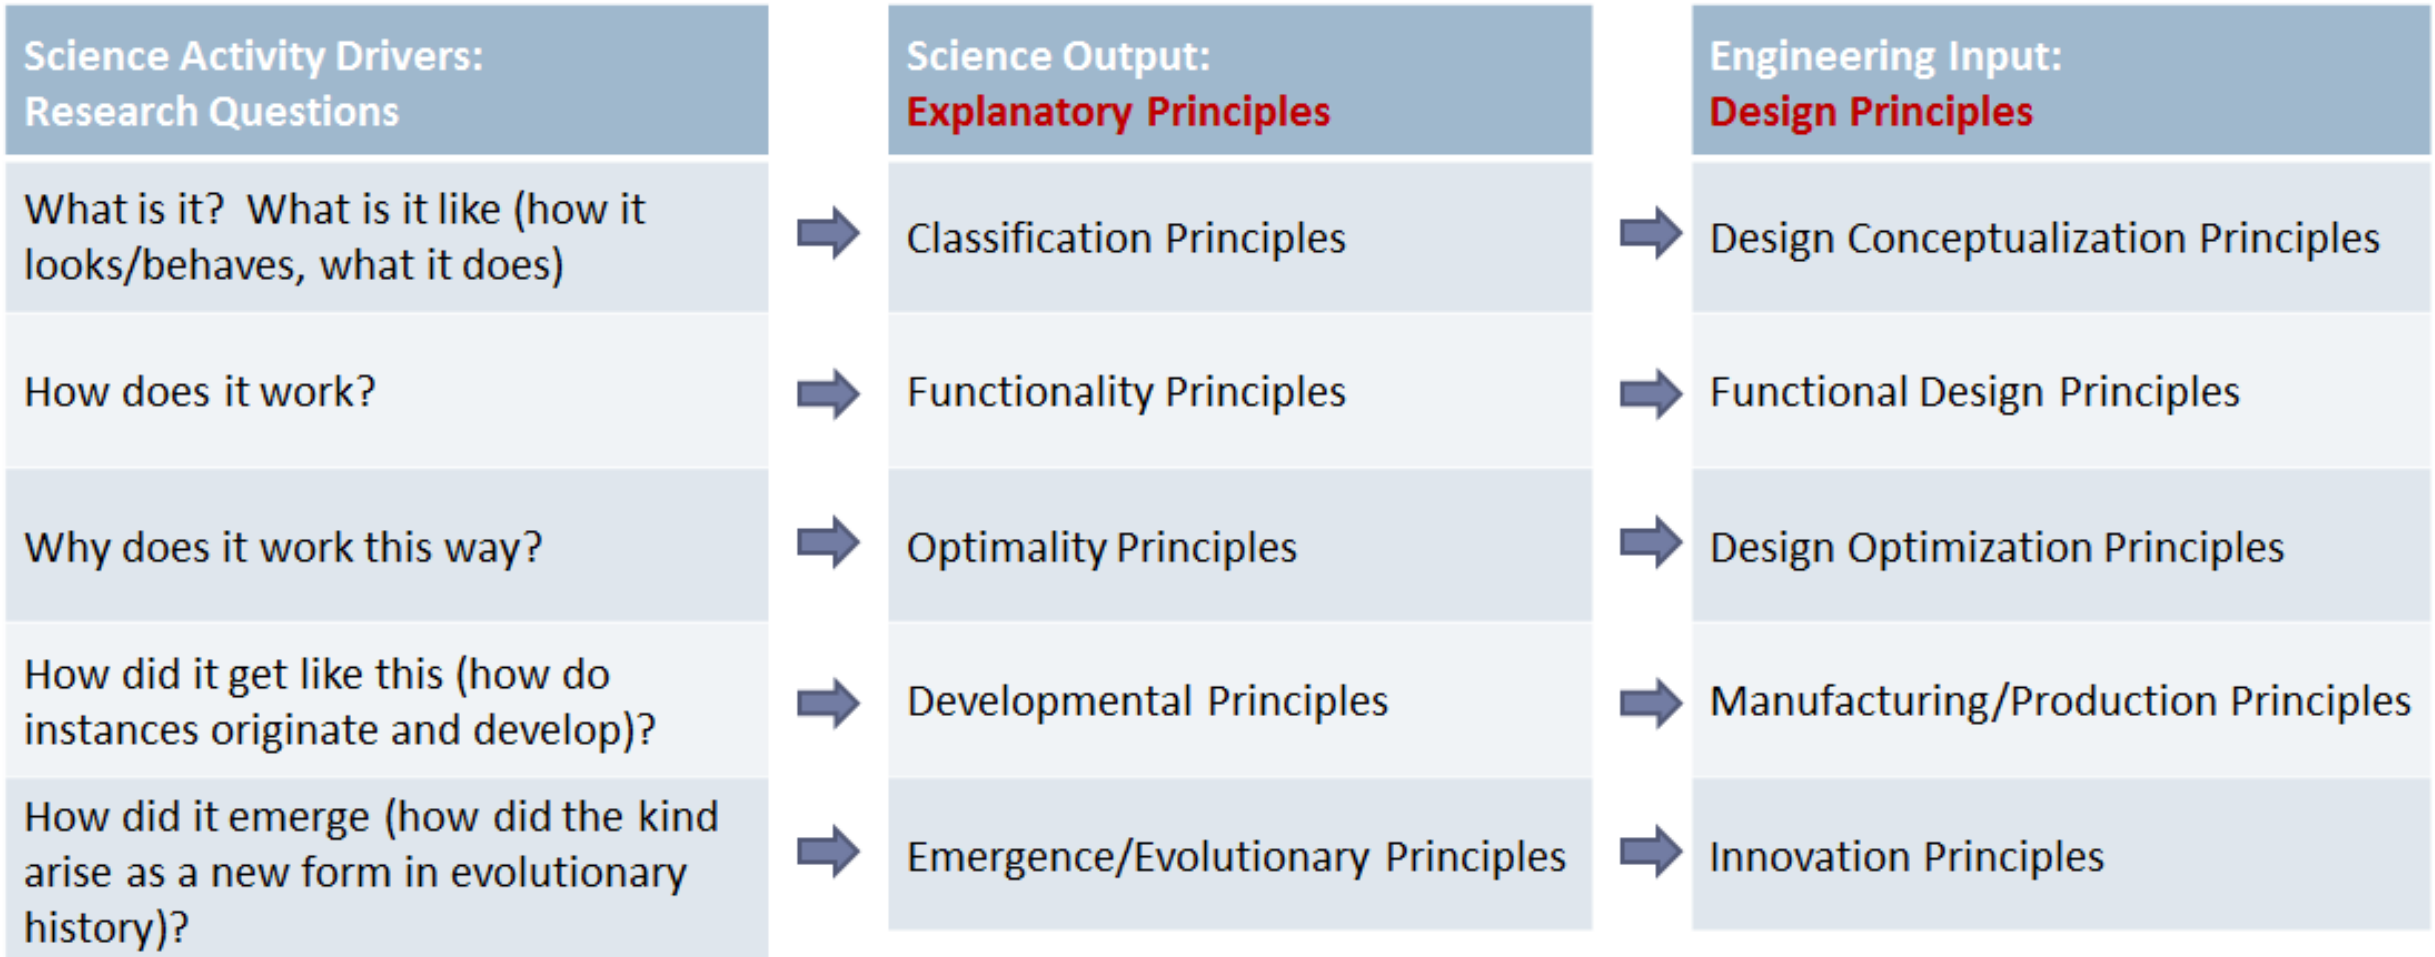 Science Activity Drivers:
Research Questions
Science Output:
Explanatory Principles
Engineering Input:
Design Principles
What is it?  What is it like (how it
looks/behaves, what it does)
Classification Principles
Design Conceptualization Principles
How does it work?
Functionality Principles
Functional Design Principles
Why does it work this way?
Optimality Principles
Design Optimization Principles
How did it get like this (how do
instances originate and develop)?
Developmental Principles
Manufacturing/Production Principles
How did it emerge (how did the kind
arise as a new form in evolutionary
history)?
Emergence/Evolutionary Principles
Innovation Principles